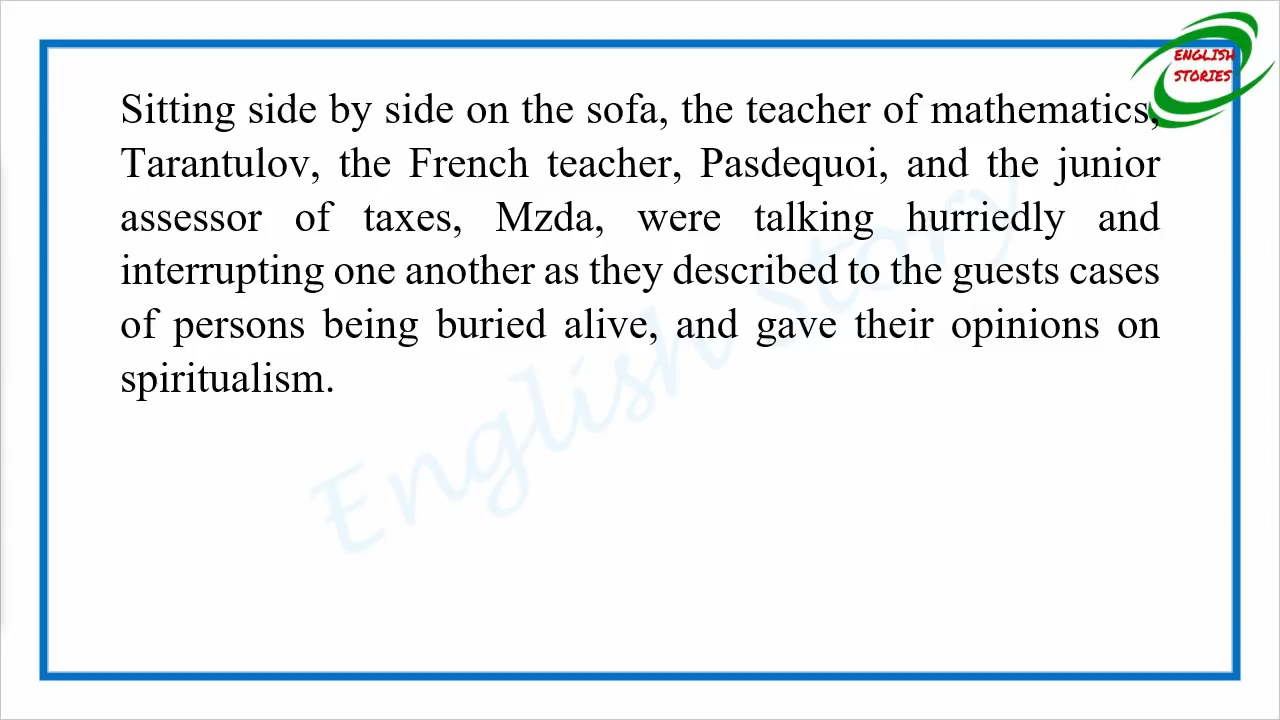 ENGLISH
STORIES
Sitting side by side on the sofa, the teacher of mathematics,
Tarantulov, the French teacher, Pasdequoi, and the junior
assessor of taxes, Mzda, were talking hurriedly and
interrupting one another as they described to the guests cases
of persons being buried alive, and gave their opinions on
spiritualism.
English Story